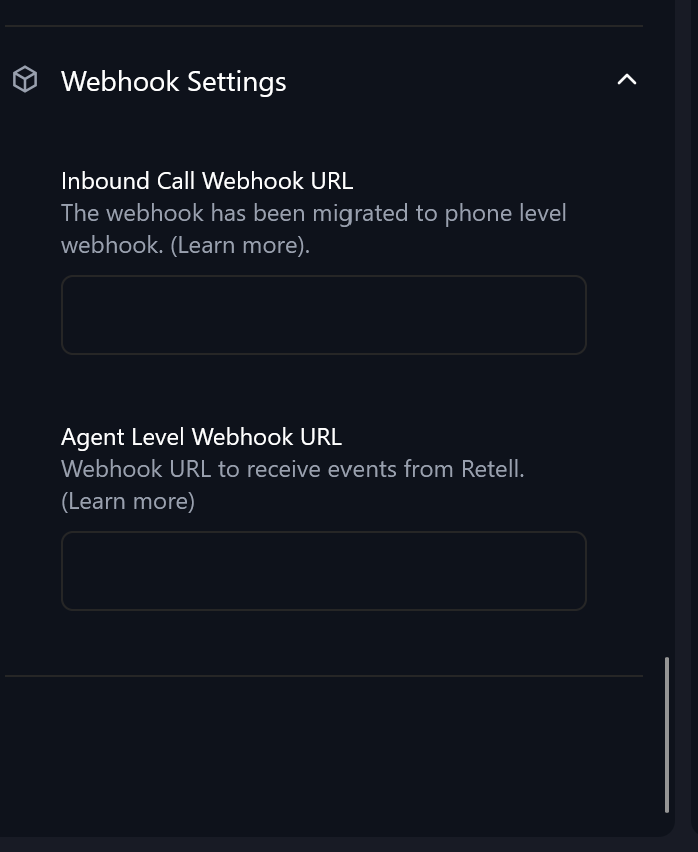 Webhook Settings
Inbound Call Webhook URL
The webhook has been migrated to phone level
webhook. (Learn more).
Agent Level Webhook URL
Webhook URL to receive events from Retell.
(Learn more)